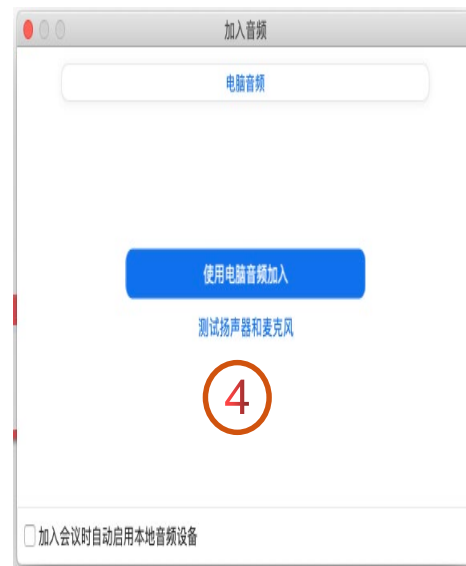 加入音频
电脑音频
使用电脑音频加入
测试扬声器和麦克风
4
加入会议时自动启用本地音频设备